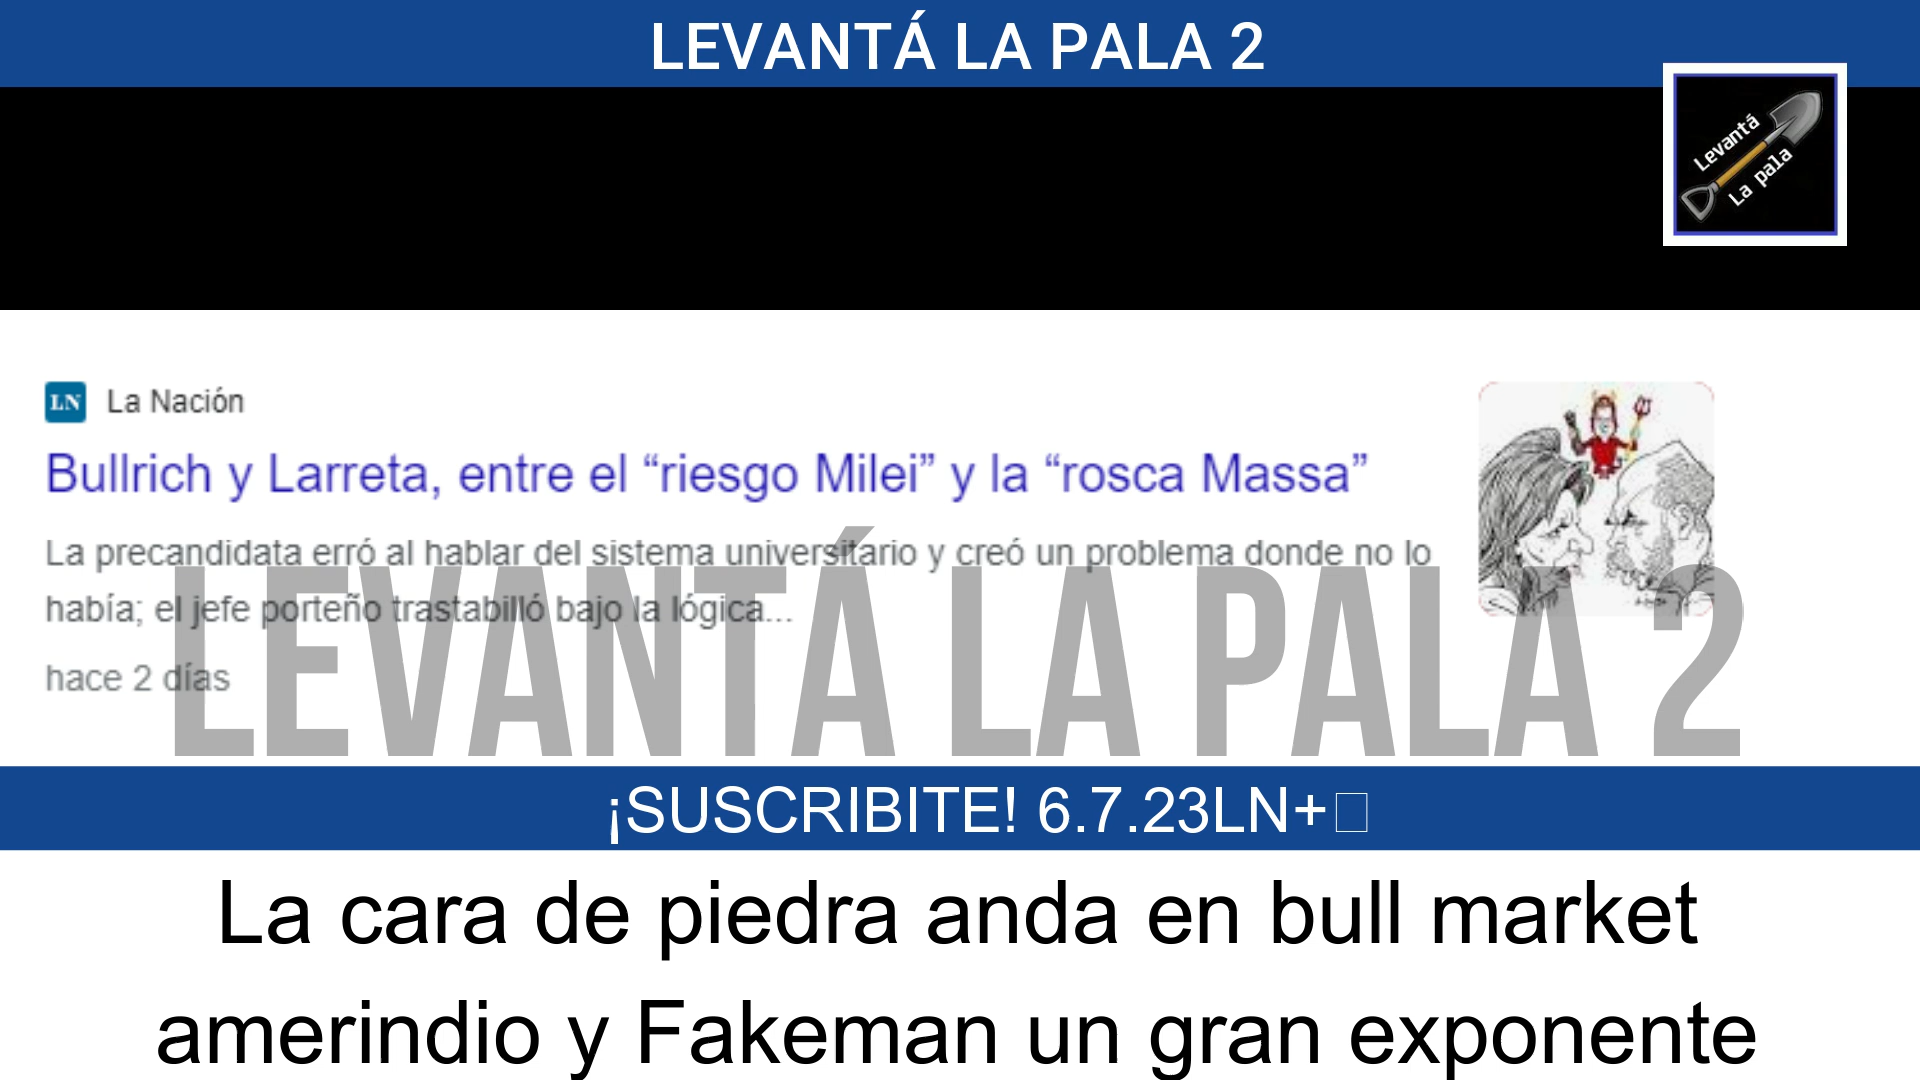 LEVANTÁ LA PALA 2
Levantá
La pala
LN La Nación
Bullrich y Larreta, entre el “riesgo Milei” y la “rosca Massa”
La precandidata erró al hablar del sistema universitario y creó un problema donde no lo
había; el jefe porteño trastabilló bajo la lógica...
hace 2 días
LEVANTÁ LA PALA 2
¡SUSCRIBITE! 6.7.23LN+
La cara de piedra anda en bull market
amerindio y Fakeman un gran exponente